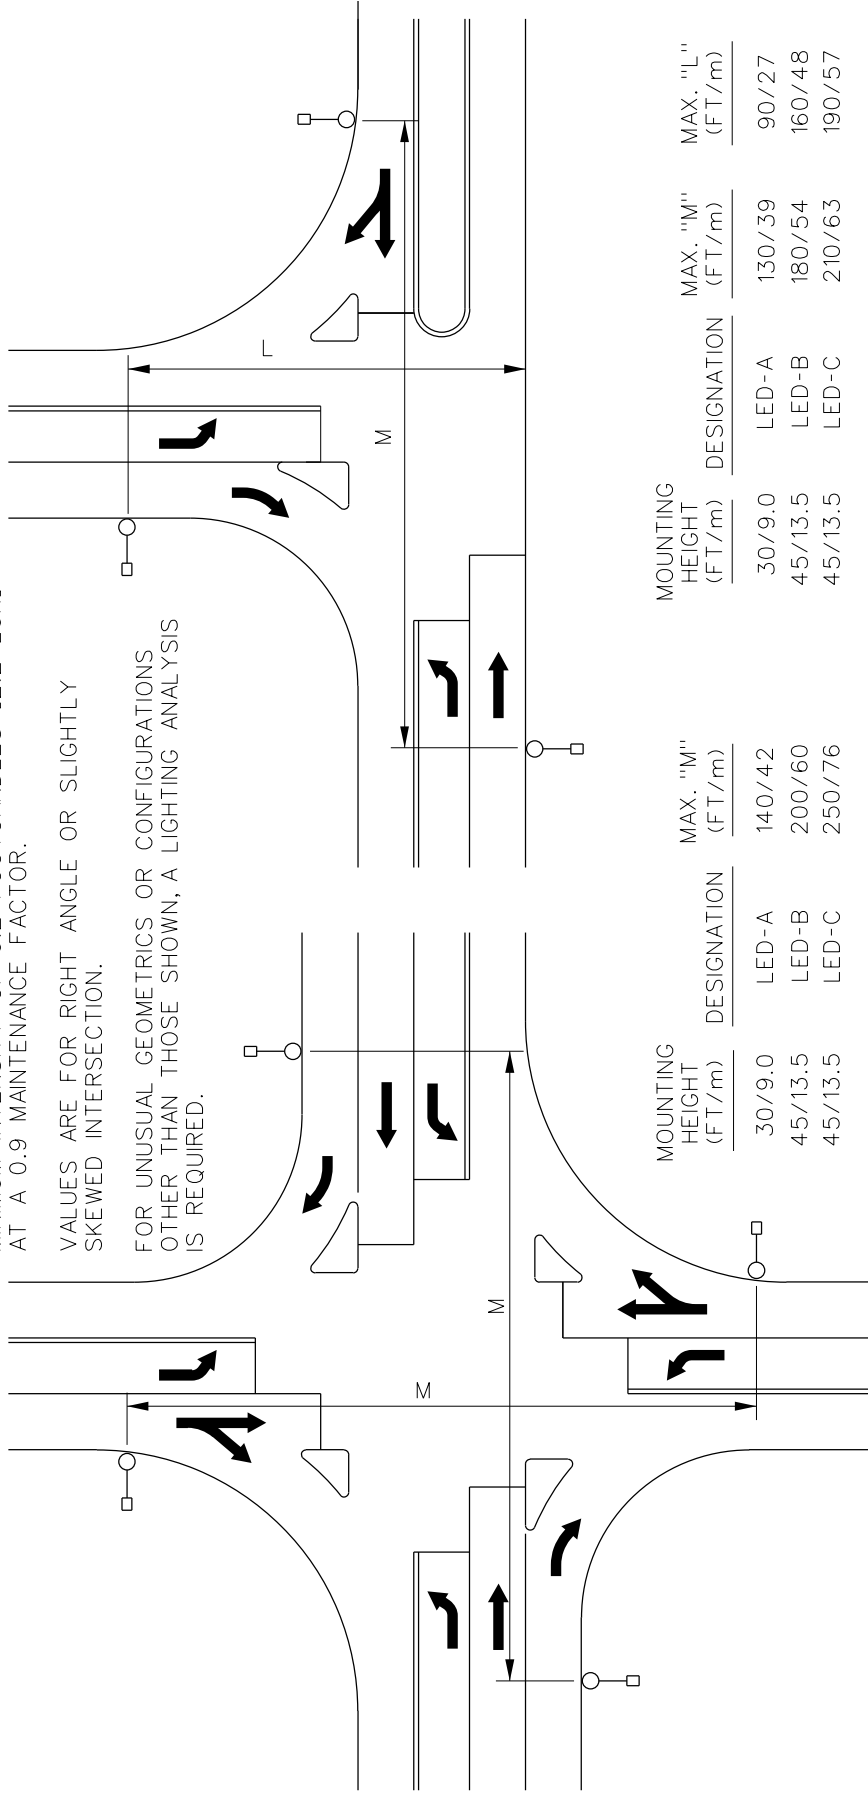 AT A 0.9 MAINTENANCE FACTOR.
VALUES ARE FOR RIGHT ANGLE OR SLIGHTLY
SKEWED INTERSECTION.
FOR UNUSUAL GEOMETRICS OR CONFIGURATIONS
OTHER THAN THOSE SHOWN, A LIGHTING ANALYSIS
IS REQUIRED.
M
M
L
M
MOUNTING
HEIGHT
(FT/m) DESIGNATION MAX. "M"
(FT/m)
30/9.0 LED-A 140/42
45/13.5 LED-B 200/60
45/13.5 LED-C 250/76
MOUNTING
HEIGHT
(FT/m) DESIGNATION MAX. "M"
(FT/m) MAX. "L"
(FT/m)
30/9.0 LED-A 130/39 90/27
45/13.5 LED-B 180/54 160/48
45/13.5 LED-C 210/63 190/57